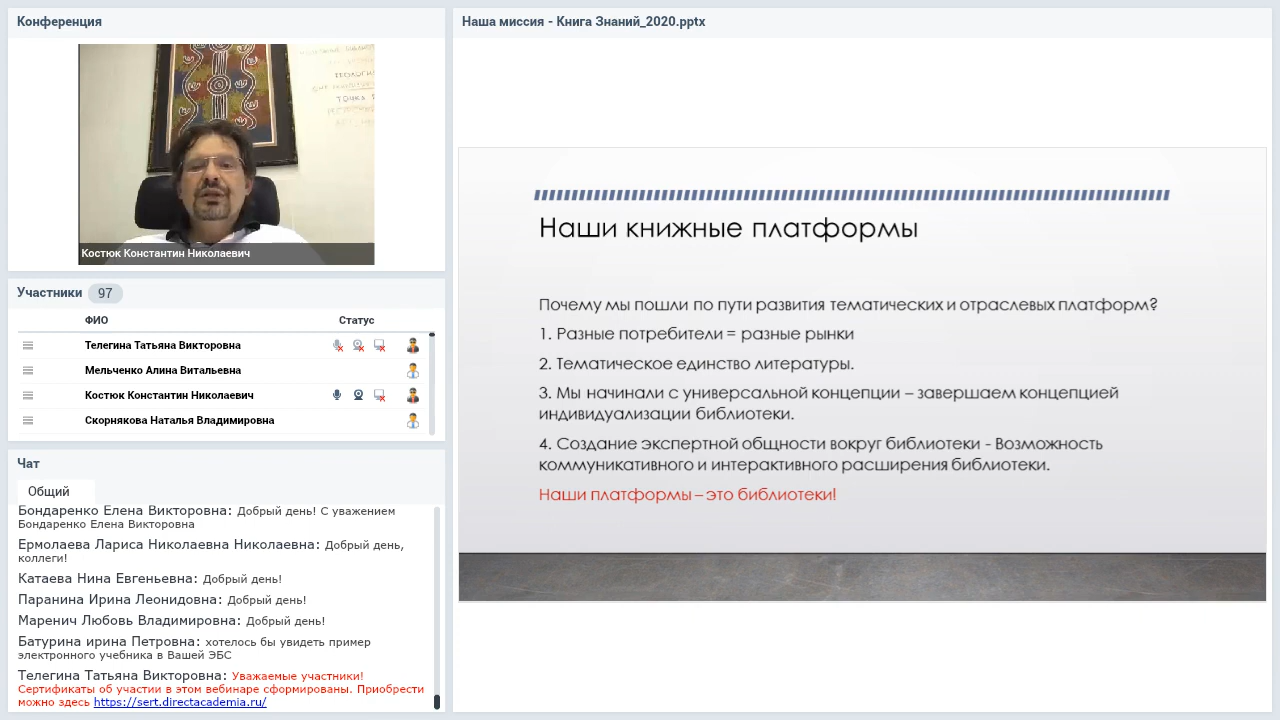 Конференция
ТЕОЛОГИ
ТОЧКА
Костюк Константин Николаевич
Участники 97
ФИО Статус
Телегина Татьяна Викторовна
Мельченко Алина Витальевна
Костюк Константин Николаевич
Скорнякова Наталья Владимировна
Чат
Общий
Бондаренко Елена Викторовна: Добрый день! С уважением
Бондаренко Елена Викторовна
Ермолаева Лариса Николаевна Николаевна: Добрый день,
коллеги!
Катаева Нина Евгеньевна: Добрый день!
Паранина Ирина Леонидовна: Добрый день!
Маренич Любовь Владимировна: Добрый день!
Батурина ирина Петровна: хотелось бы увидеть пример
электронного учебника в Вашей ЭБС
Телегина Татьяна Викторовна: Уважаемые участники!
Сертификаты об участии в этом вебинаре сформированы. Приобрести
можно здесь https://sert.directacademia.ru/
Наша миссия - Книга Знаний_2020.pptx
Наши книжные платформы
Почему мы пошли по пути развития тематических и отраслевых платформ?
1. Разные потребители = разные рынки
2. Тематическое единство литературы.
3. Мы начинали с универсальной концепции – завершаем концепцией
индивидуализации библиотеки.
4. Создание экспертной общности вокруг библиотеки - Возможность
коммуникативного и интерактивного расширения библиотеки.
Наши платформы – это библиотеки!